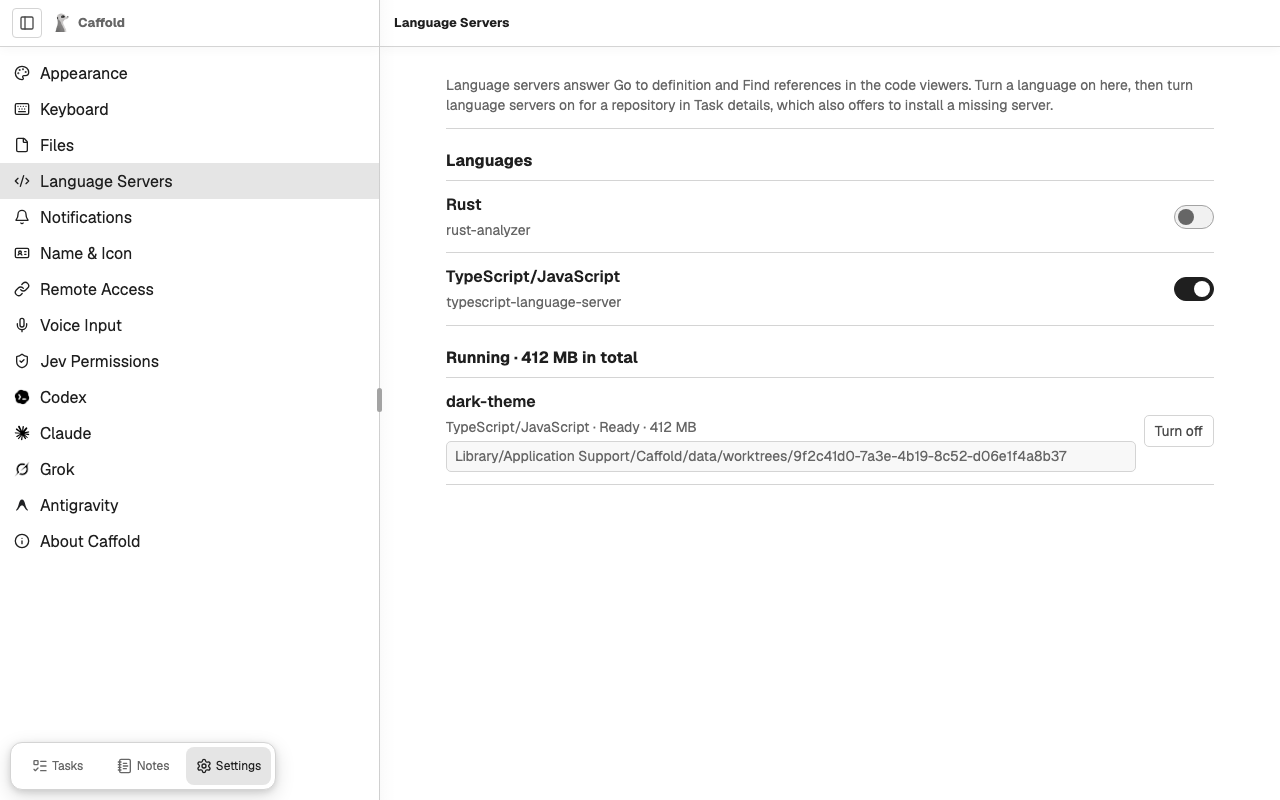 Caffold
Language Servers
Appearance
Keyboard
Files
Language Servers
Notifications
Name & Icon
Remote Access
Voice Input
Jev Permissions
Codex
Claude
Grok
Antigravity
About Caffold
Tasks
Notes
Settings
Language servers answer Go to definition and Find references in the code viewers. Turn a language on here, then turn
language servers on for a repository in Task details, which also offers to install a missing server.
Languages
Rust
rust-analyzer
TypeScript/JavaScript
typescript-language-server
Running · 412 MB in total
dark-theme
TypeScript/JavaScript · Ready · 412 MB
Turn off
Library/Application Support/Caffold/data/worktrees/9f2c41d0-7a3e-4b19-8c52-d06e1f4a8b37